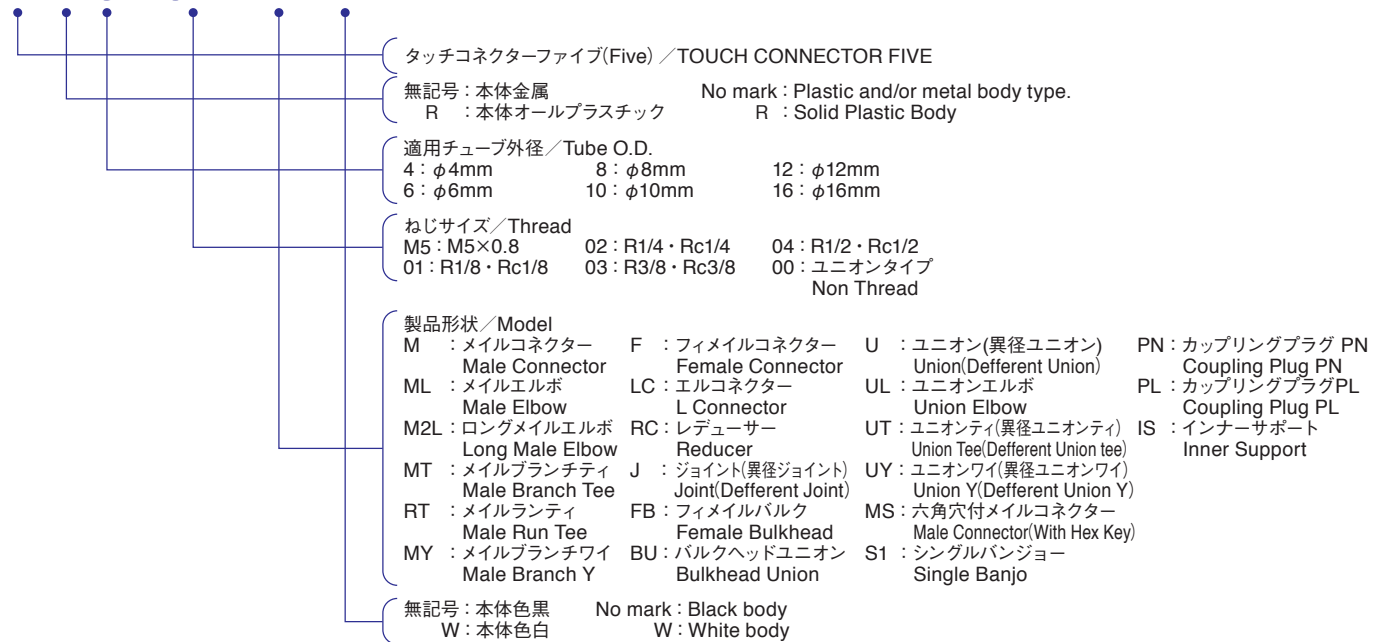 タッチコネクターファイブ(Five)／TOUCH CONNECTOR FIVE
無記号：本体金属 No mark：Plastic and/or metal body type.
R ：本体オールプラスチック R ：Solid Plastic Body
適用チューブ外径／Tube O.D.
4：φ4mm 8：φ8mm 12：φ12mm
6：φ6mm 10：φ10mm 16：φ16mm
ねじサイズ／Thread
M5：M5×0.8 02：R1/4・Rc1/4 04：R1/2・Rc1/2
01：R1/8・Rc1/8 03：R3/8・Rc3/8 00：ユニオンタイプ
Non Thread
製品形状／Model
M ：メイルコネクター F ：フィメイルコネクター U ：ユニオン(異径ユニオン) PN：カップリングプラグ PN
Male Connector Female Connector Union(Defferent Union) Coupling Plug PN
ML：メイルエルボ LC：エルコネクター UL：ユニオンエルボ PL：カップリングプラグPL
Male Elbow L Connector Union Elbow Coupling Plug PL
M2L：ロングメイルエルボ RC：レデューサー UT：ユニオンティ(異径ユニオンティ) IS ：インナーサポート
Long Male Elbow Reducer Union Tee(Defferent Union tee) Inner Support
MT ：メイルブランチティ J ：ジョイント(異径ジョイント) UY：ユニオンワイ(異径ユニオンワイ)
Male Branch Tee Joint(Defferent Joint) Union Y(Defferent Union Y)
RT ：メイルランティ FB：フィメイルバルク MS：六角穴付メイルコネクター
Male Run Tee Female Bulkhead Male Connector(With Hex Key)
MY ：メイルブランチワイ BU：バルクヘッドユニオン S1 ：シングルバンジョー
Male Branch Y Bulkhead Union Single Banjo
無記号：本体色黒 No mark：Black body
W：本体色白 W：White body